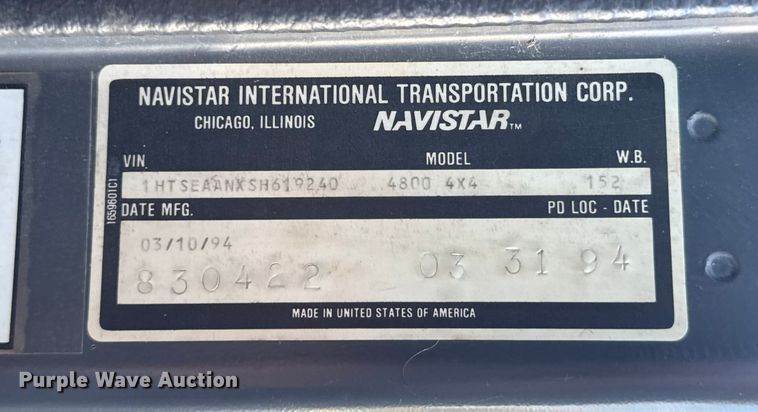 NAVISTAR INTERNATIONAL TRANSPORTATION CORP.
CHICAGO, ILLINOIS NAVISTAR™
VIN MODEL W.B.
1HTSEAANXSH619240 4800 4X4 152
DATE MFG. PD LOC - DATE
03/10/94
830422 03 31 94
MADE IN UNITED STATES OF AMERICA
1659601C1
Purple Wave Auction